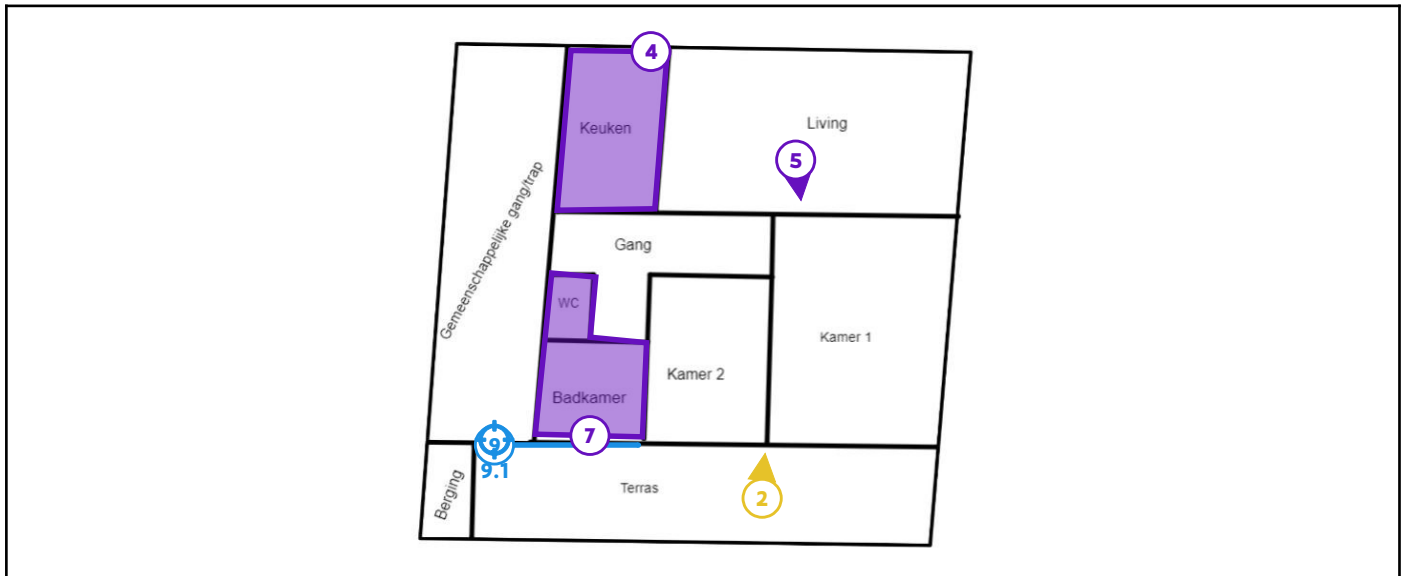 4
Keuken
Living
5
Gemeenschappelijke gang/trap
Gang
WC
Kamer 1
Kamer 2
Badkamer
7
9
9.1
Berging
Terras
2